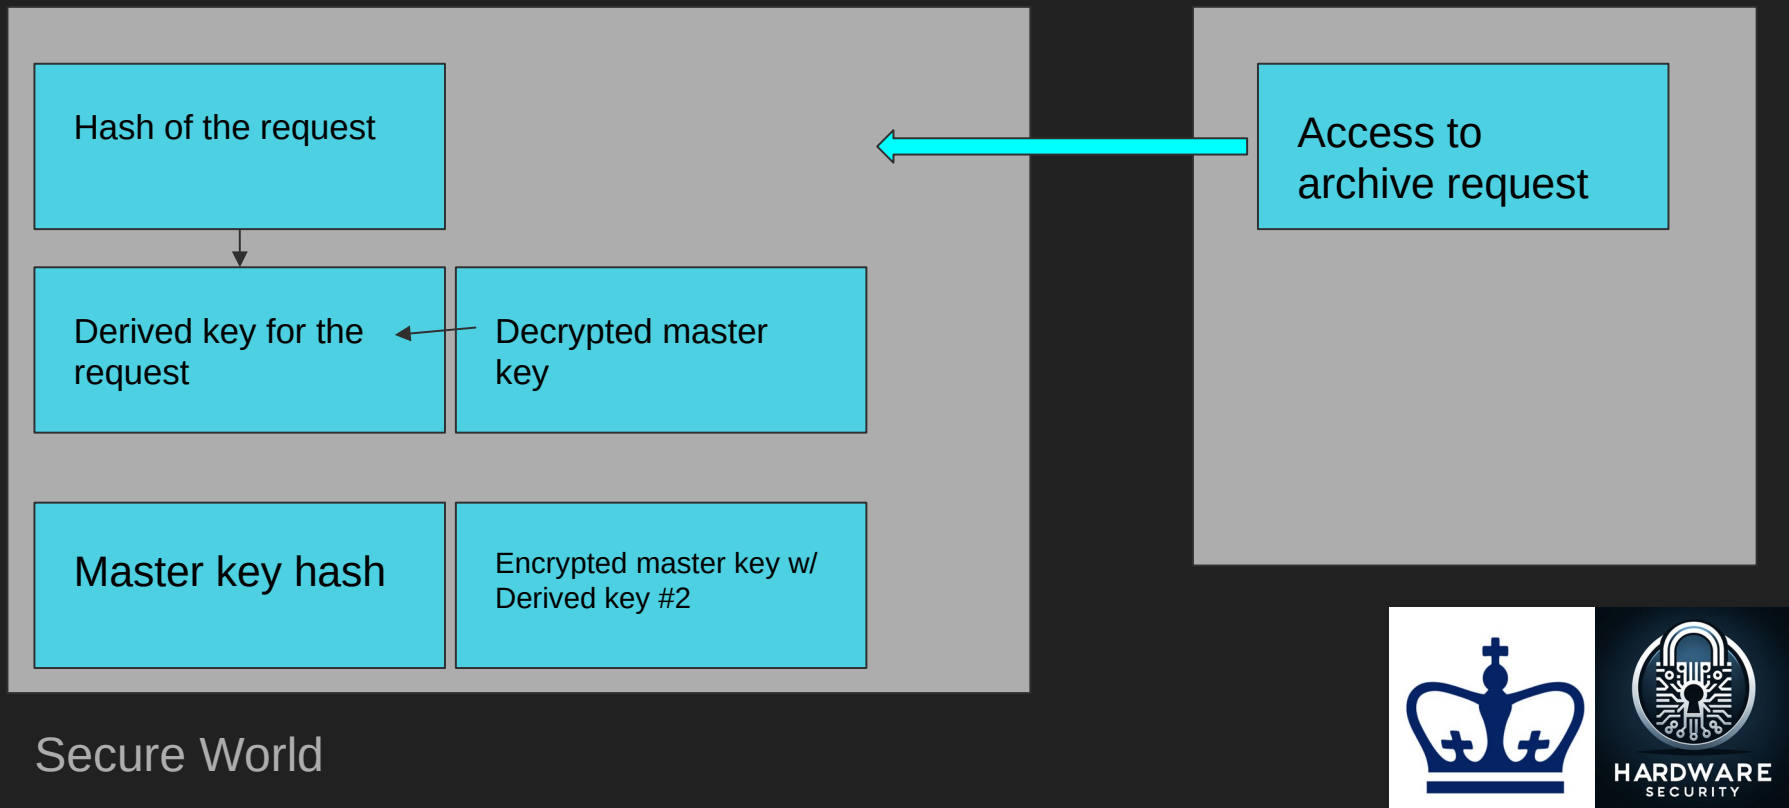 Hash of the request
Access to
archive request
Derived key for the
request
Decrypted master
key
Master key hash
Encrypted master key w/
Derived key #2
Secure World
HARDWARE
SECURITY